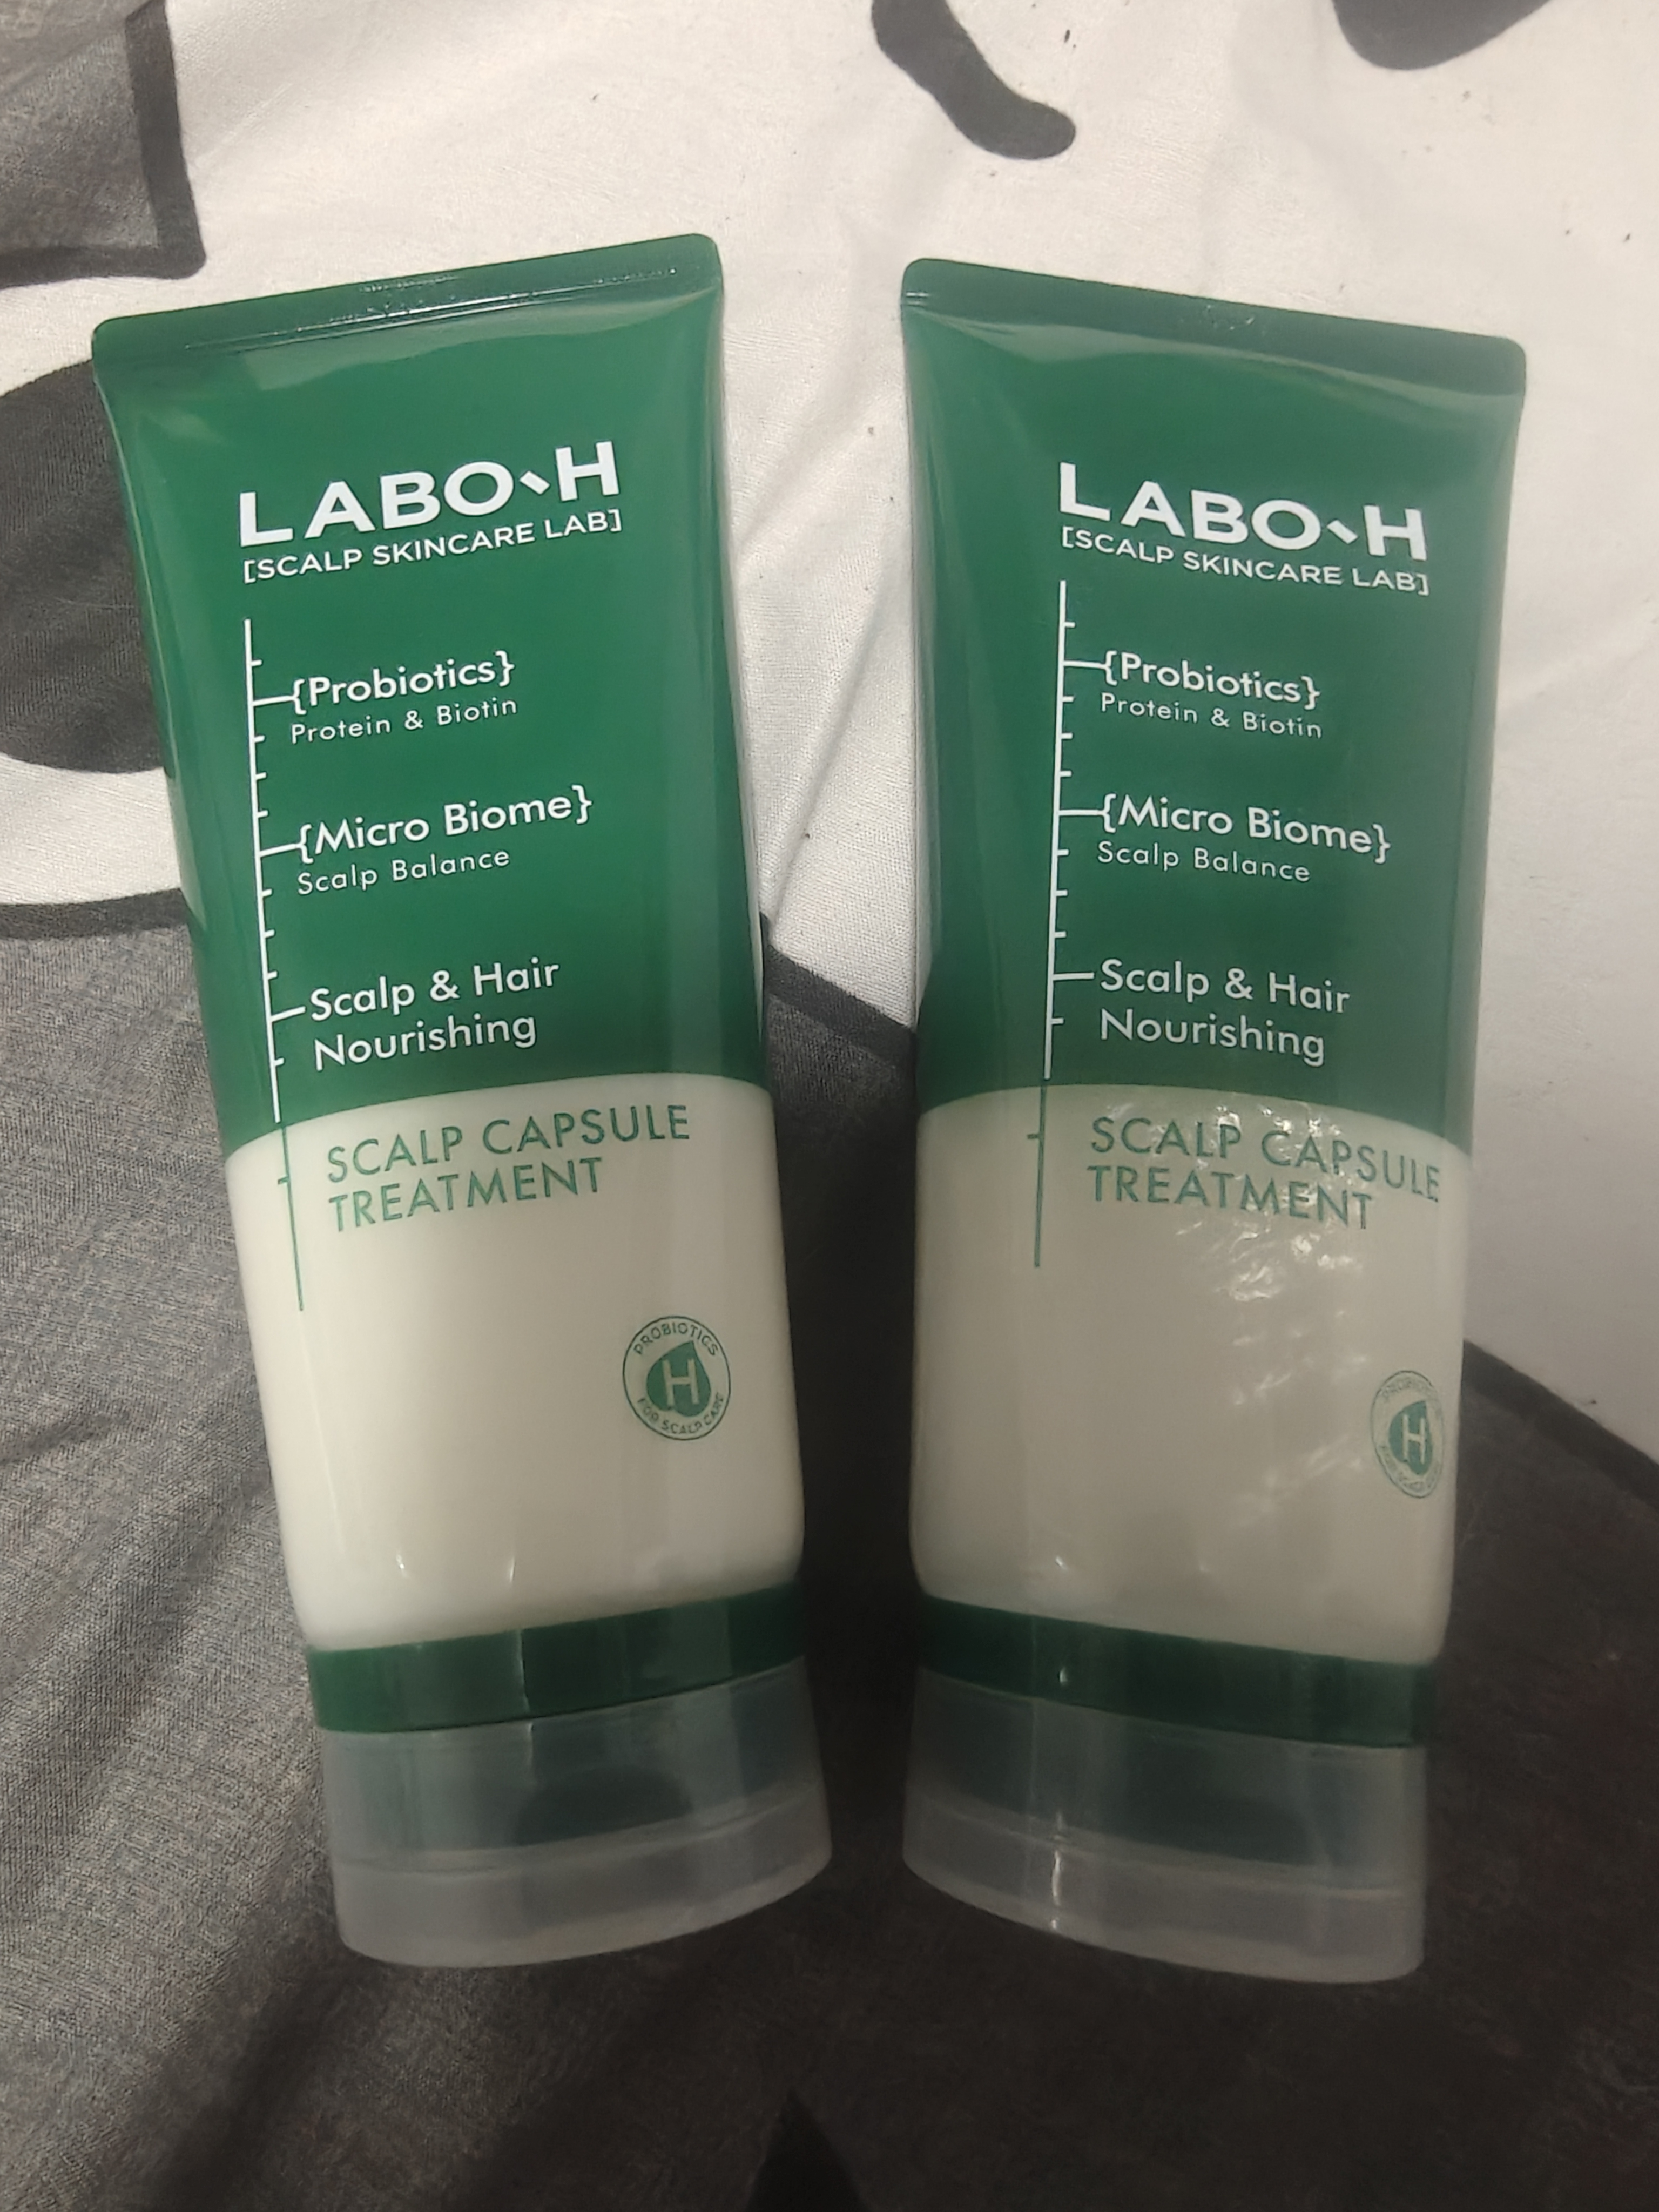 LABO-H
[SCALP SKINCARE LAB]
{Probiotics}
Protein & Biotin
{Micro Biome}
Scalp Balance
Scalp & Hair
Nourishing
SCALP CAPSULE
TREATMENT
PROBIOTICS
H
FOR SCALP CARE
LABO-H
[SCALP SKINCARE LAB]
{Probiotics}
Protein & Biotin
{Micro Biome}
Scalp Balance
Scalp & Hair
Nourishing
SCALP CAPSULE
TREATMENT
H